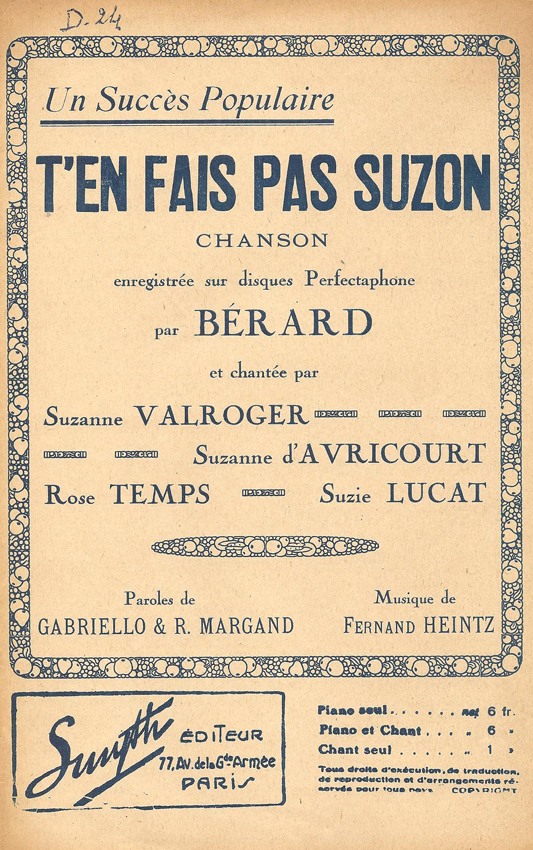 D. 24
Un Succès Populaire
T'EN FAIS PAS SUZON
CHANSON
enregistrée sur disques Perfectaphone
par BÉRARD
et chantée par
Suzanne VALROGER
Suzanne d'AVRICOURT
Rose TEMPS Suzie LUCAT
Paroles de
GABRIELLO & R. MARGAND
Musique de
FERNAND HEINTZ
Smyth
ÉDITEUR
77, Av. de la Gde Armée
PARIS
Piano seul . . . . . . net 6 fr.
Piano et Chant . . . . „ 6 »
Chant seul . . . . . . „ 1 »
Tous droits d'exécution, de traduction,
de reproduction et d'arrangements ré-
servés pour tous pays COPYRIGHT